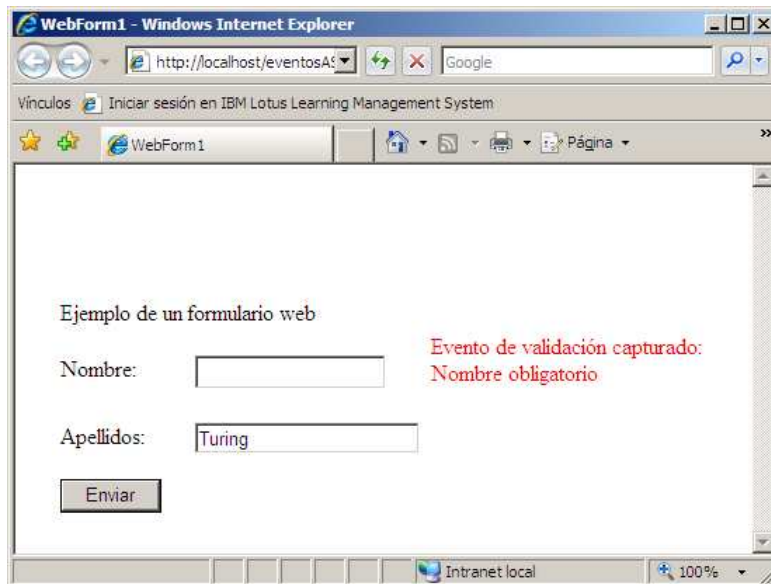 WebForm1 - Windows Internet Explorer
http://localhost/eventosAS
Google
Vínculos Iniciar sesión en IBM Lotus Learning Management System
WebForm1 Página »
Ejemplo de un formulario web
Evento de validación capturado:
Nombre obligatorio
Nombre:
Apellidos: Turing
Enviar
Intranet local 100%